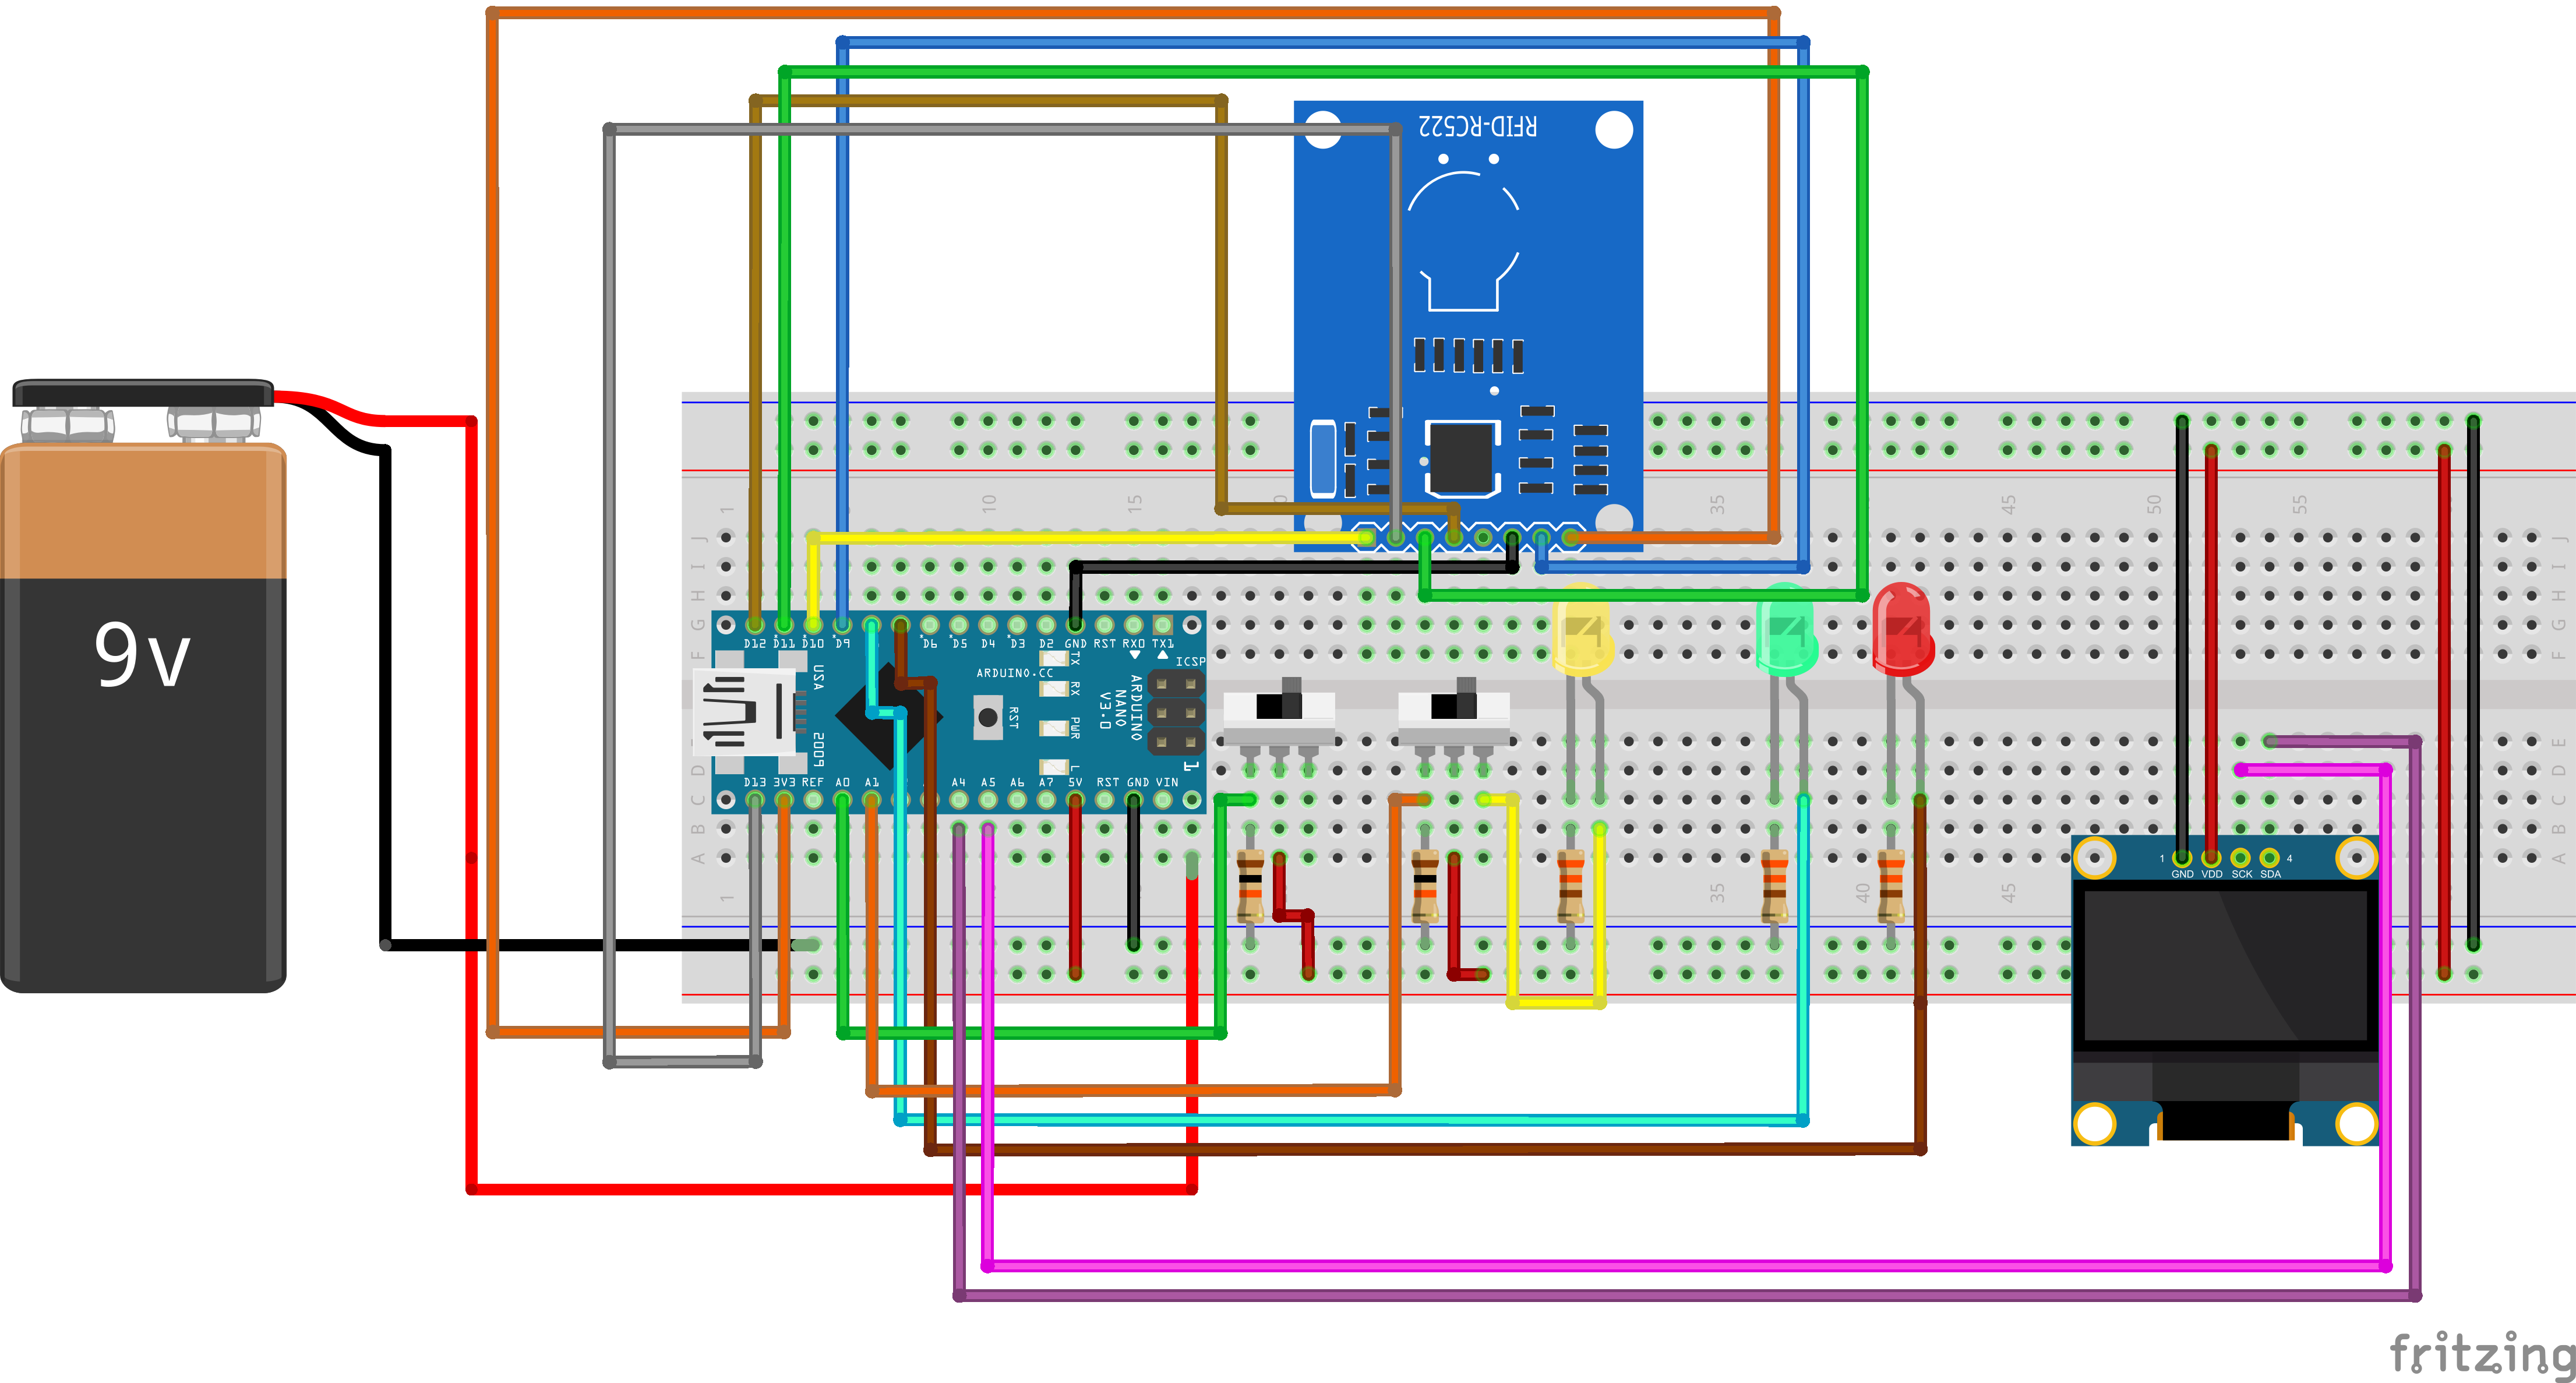 RFID-RC522
9v
1 10 15 35 45 50 55
J
I
H
G
F
J
I
H
G
F
D12 D11 D10 D9 D6 D5 D4 D3 D2 GND RST RX0 TX1
ICSP
USA
TX
RX
PWR
L
ARDUINO.CC
ARDUINO
NANO
V3.0
RST
5009
1
D13 3V3 REF A0 A1 A4 A5 A6 A7 5V RST GND VIN
D
C
B
A
E
D
C
B
A
1 4
GND VDD SCK SDA
1 35 40 45
fritzing